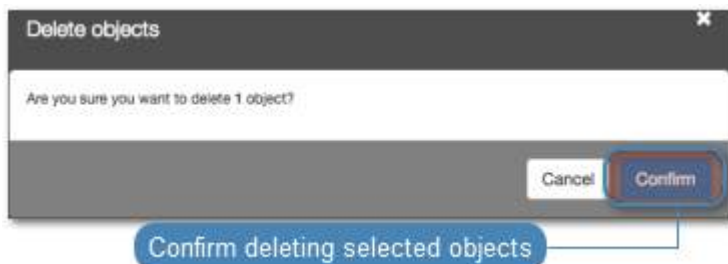 Delete objects
Are you sure you want to delete 1 object?
Cancel Confirm
Confirm deleting selected objects